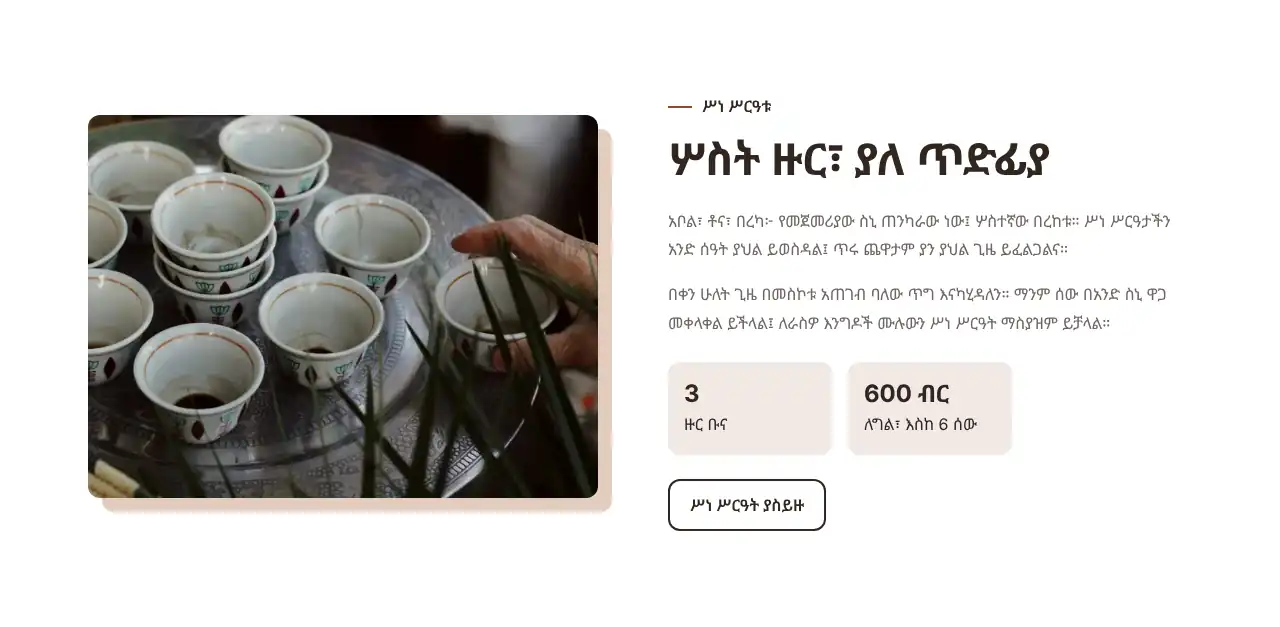 ሥነ ሥርዓቱ
ሦስት ዙር፣ ያለ ጥድፊያ
አቦል፣ ቶና፣ በረካ፦ የመጀመሪያው ስኒ ጠንካራው ነው፤ ሦስተኛው በረከቱ። ሥነ ሥርዓታችን
አንድ ሰዓት ያህል ይወስዳል፤ ጥሩ ጨዋታም ያን ያህል ጊዜ ይፈልጋልና።
በቀን ሁለት ጊዜ በመስኮቱ አጠገብ ባለው ጥግ እናካሂዳለን። ማንም ሰው በአንድ ስኒ ዋጋ
መቀላቀል ይችላል፤ ለራስዎ እንግዶች ሙሉውን ሥነ ሥርዓት ማስያዝም ይቻላል።
3
ዙር ቡና
600 ብር
ለግል፣ እስከ 6 ሰው
ሥነ ሥርዓት ያስይዙ